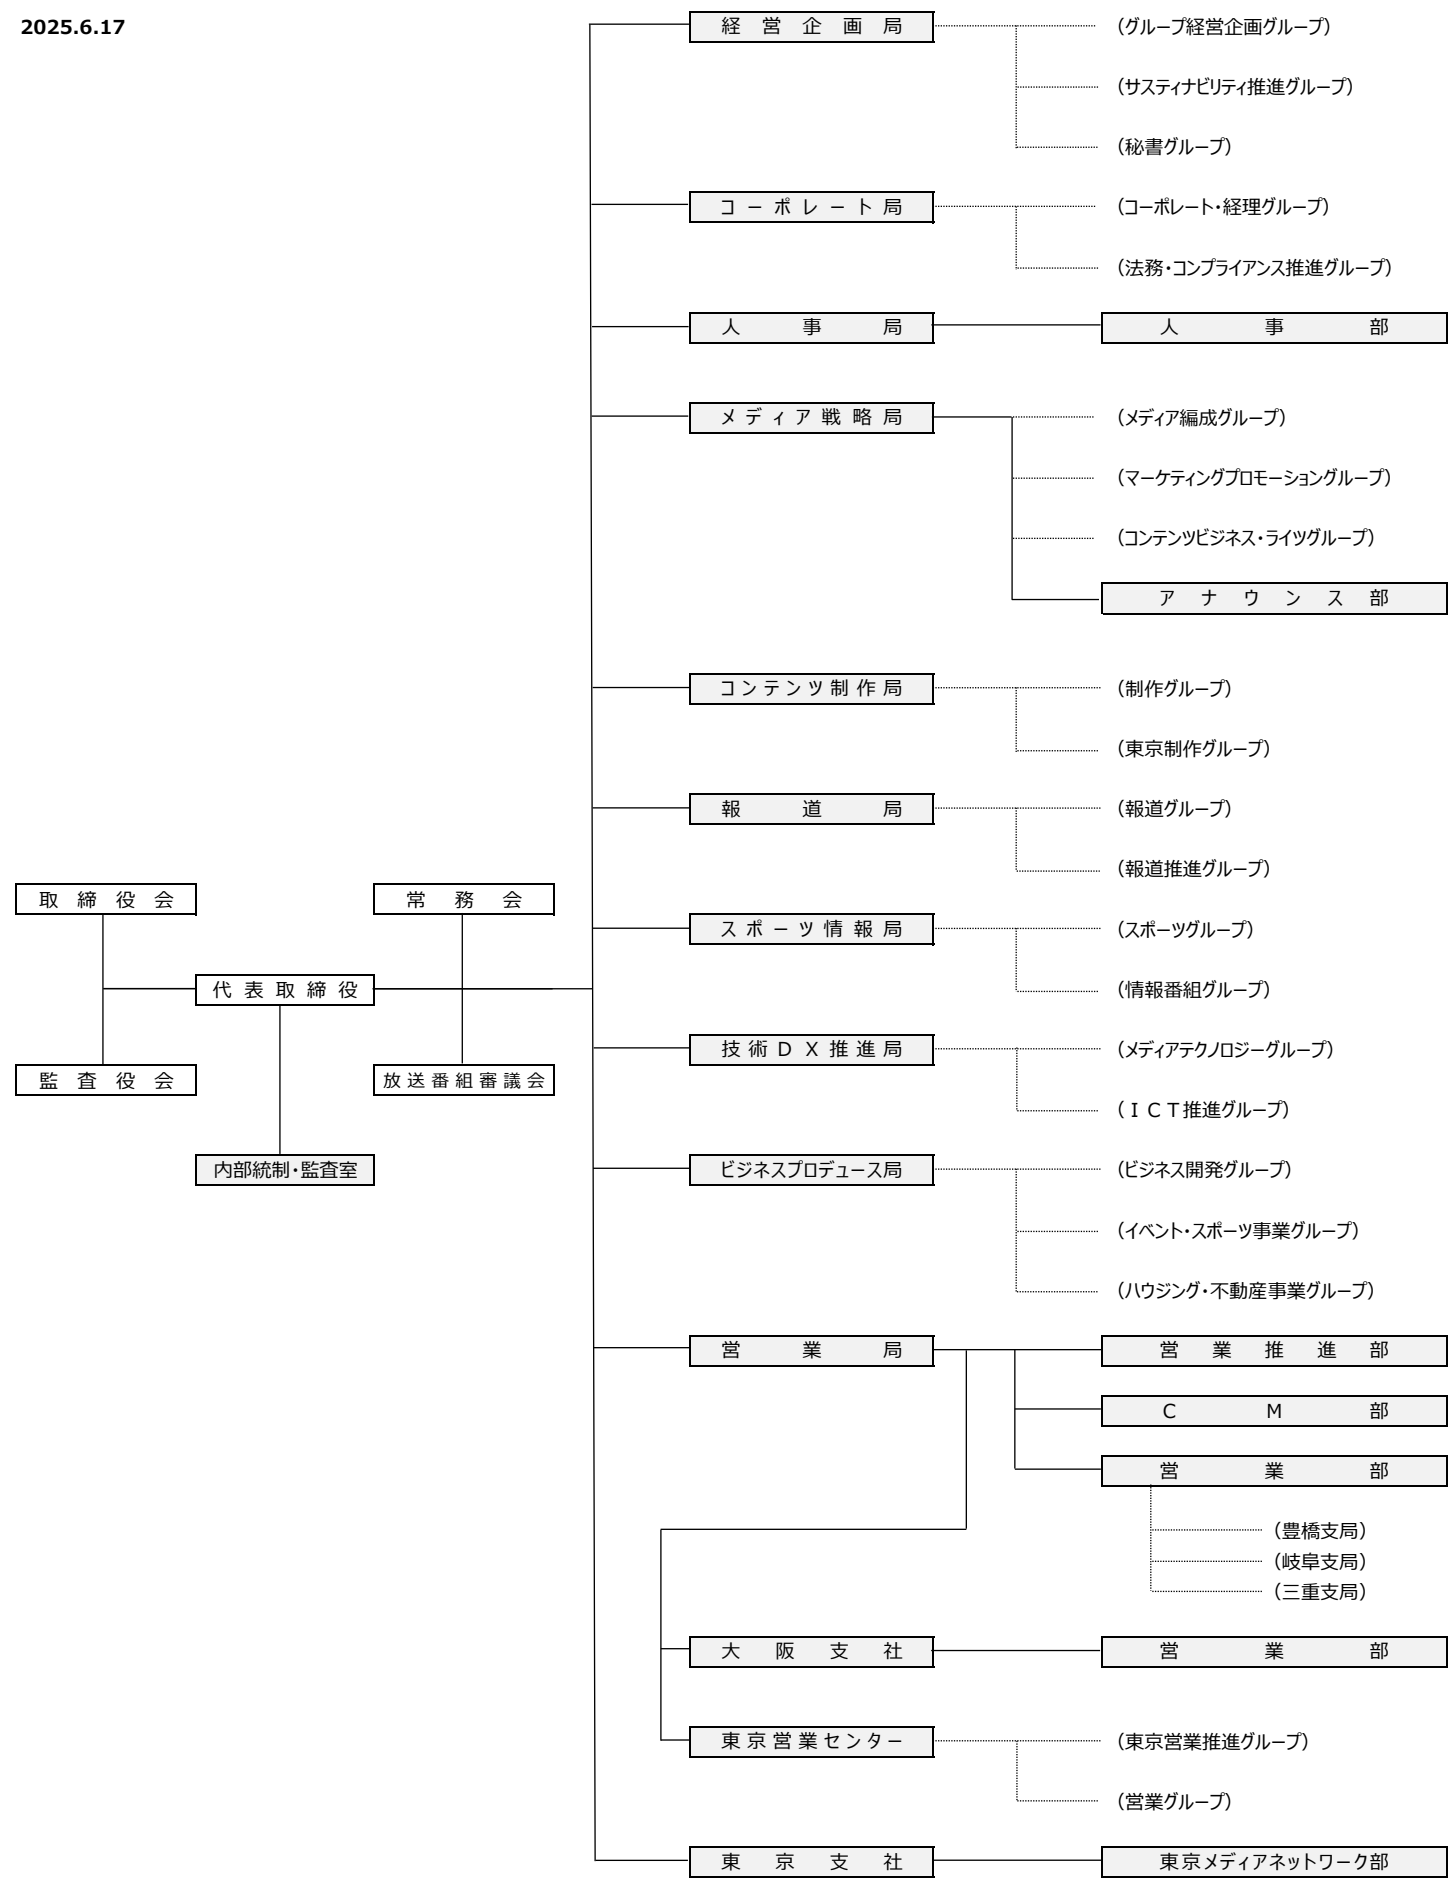 2025.6.17
経営企画局
(グループ経営企画グループ)
(サスティナビリティ推進グループ)
(秘書グループ)
コーポレート局
(コーポレート・経理グループ)
(法務・コンプライアンス推進グループ)
人事局
人事部
メディア戦略局
(メディア編成グループ)
(マーケティングプロモーショングループ)
(コンテンツビジネス・ライツグループ)
アナウンス部
コンテンツ制作局
(制作グループ)
(東京制作グループ)
報道局
(報道グループ)
(報道推進グループ)
取締役会
常務会
スポーツ情報局
(スポーツグループ)
代表取締役
(情報番組グループ)
技術DX推進局
(メディアテクノロジーグループ)
監査役会
放送番組審議会
(ICT推進グループ)
内部統制・監査室
ビジネスプロデュース局
(ビジネス開発グループ)
(イベント・スポーツ事業グループ)
(ハウジング・不動産事業グループ)
営業局
営業推進部
CM部
営業部
(豊橋支局)
(岐阜支局)
(三重支局)
大阪支社
営業部
東京営業センター
(東京営業推進グループ)
(営業グループ)
東京支社
東京メディアネットワーク部